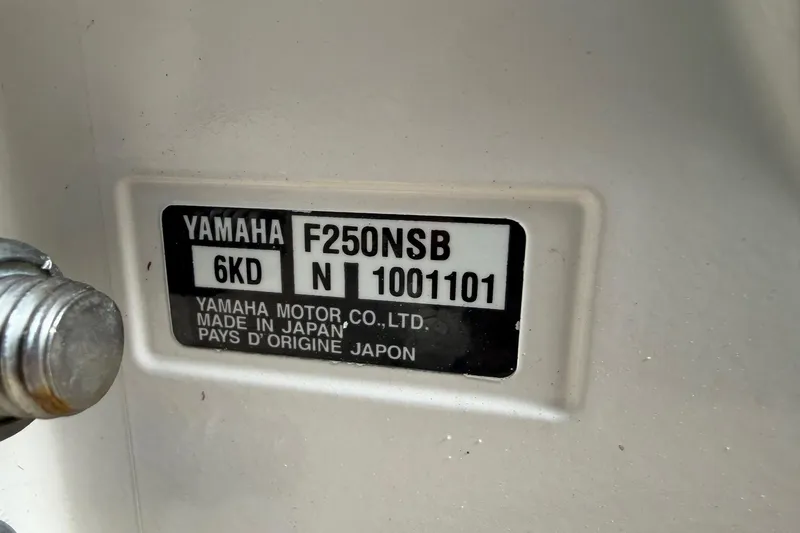 YAMAHA F250NSB
6KD N 1001101
YAMAHA MOTOR CO., LTD.
MADE IN JAPAN
PAYS D'ORIGINE JAPON